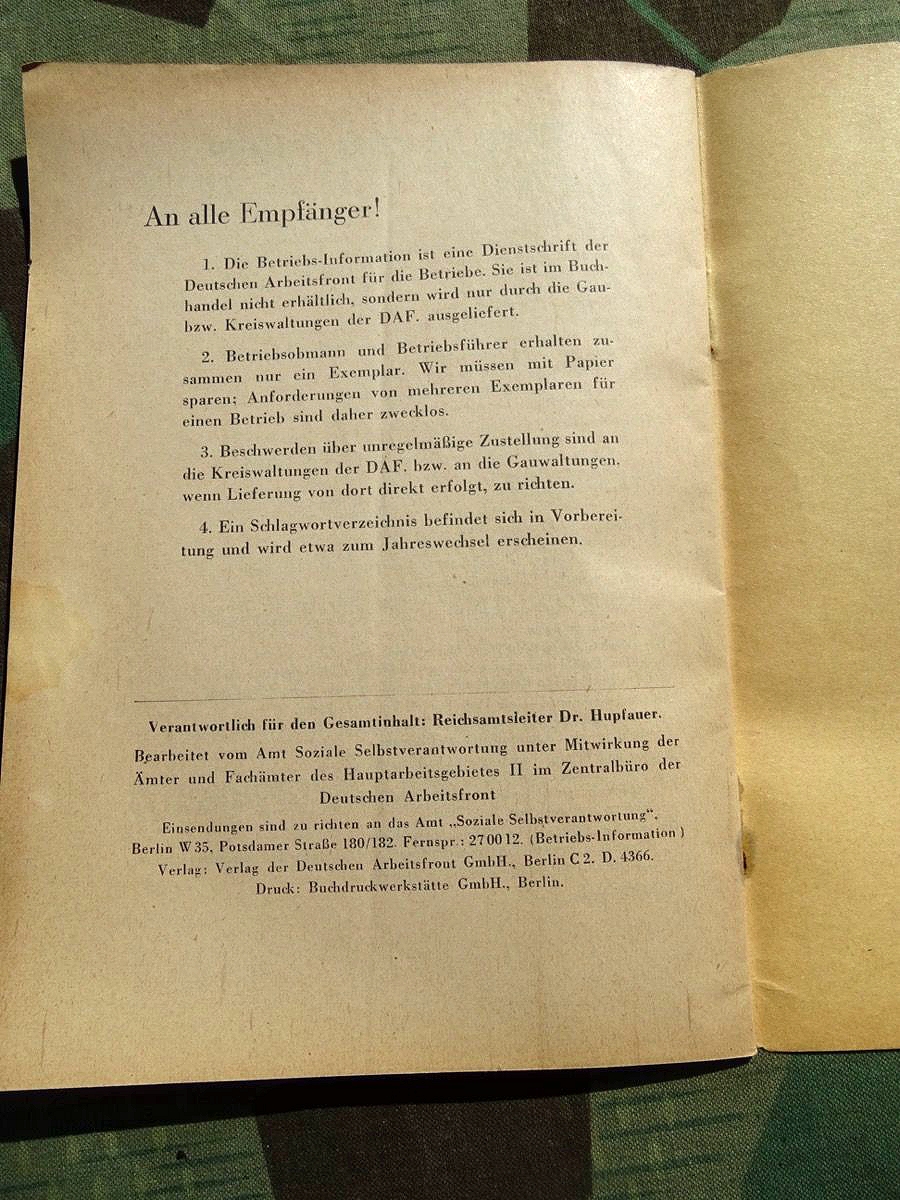 An alle Empfänger!
1. Die Betriebs-Information ist eine Dienstschrift der
Deutschen Arbeitsfront für die Betriebe. Sie ist im Buch-
handel nicht erhältlich, sondern wird nur durch die Gau-
bzw. Kreiswaltungen der DAF. ausgeliefert.
2. Betriebsobmann und Betriebsführer erhalten zu-
sammen nur ein Exemplar. Wir müssen mit Papier
sparen; Anforderungen von mehreren Exemplaren für
einen Betrieb sind daher zwecklos.
3. Beschwerden über unregelmäßige Zustellung sind an
die Kreiswaltungen der DAF. bzw. an die Gauwaltungen,
wenn Lieferung von dort direkt erfolgt, zu richten.
4. Ein Schlagwortverzeichnis befindet sich in Vorberei-
tung und wird etwa zum Jahreswechsel erscheinen.
Verantwortlich für den Gesamtinhalt: Reichsamtsleiter Dr. Hupfauer.
Bearbeitet vom Amt Soziale Selbstverantwortung unter Mitwirkung der
Ämter und Fachämter des Hauptarbeitsgebietes II im Zentralbüro der
Deutschen Arbeitsfront
Einsendungen sind zu richten an das Amt „Soziale Selbstverantwortung“,
Berlin W 35, Potsdamer Straße 180/182. Fernspr.: 27 00 12. (Betriebs-Information)
Verlag: Verlag der Deutschen Arbeitsfront GmbH., Berlin C 2. D. 4366.
Druck: Buchdruckwerkstätte GmbH., Berlin.